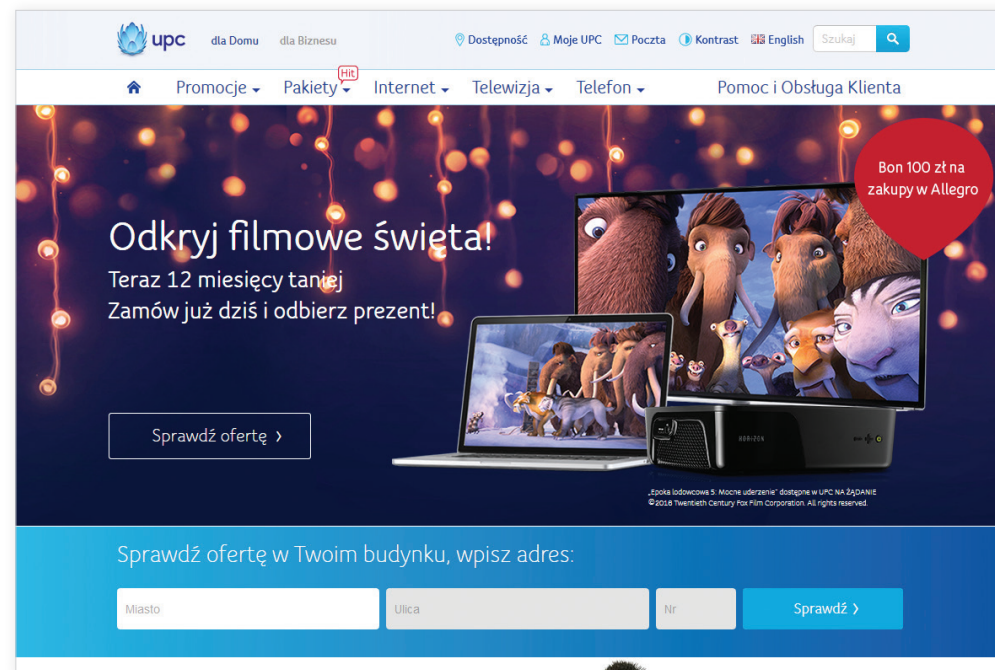 upc
dla Domu
dla Biznesu
Dostępność
Moje UPC
Poczta
Kontrast
English
Szukaj
Promocje
Pakiety
Hit
Internet
Telewizja
Telefon
Pomoc i Obsługa Klienta
Bon 100 zł na
zakupy w Allegro
Odkryj filmowe święta!
Teraz 12 miesięcy taniej
Zamów już dziś i odbierz prezent!
Sprawdź ofertę
HORIZON
„Epoka lodowcowa 5: Mocne uderzenie” dostępne w UPC NA ŻĄDANIE
©2016 Twentieth Century Fox Film Corporation. All rights reserved.
Sprawdź ofertę w Twoim budynku, wpisz adres:
Miasto
Ulica
Nr
Sprawdź